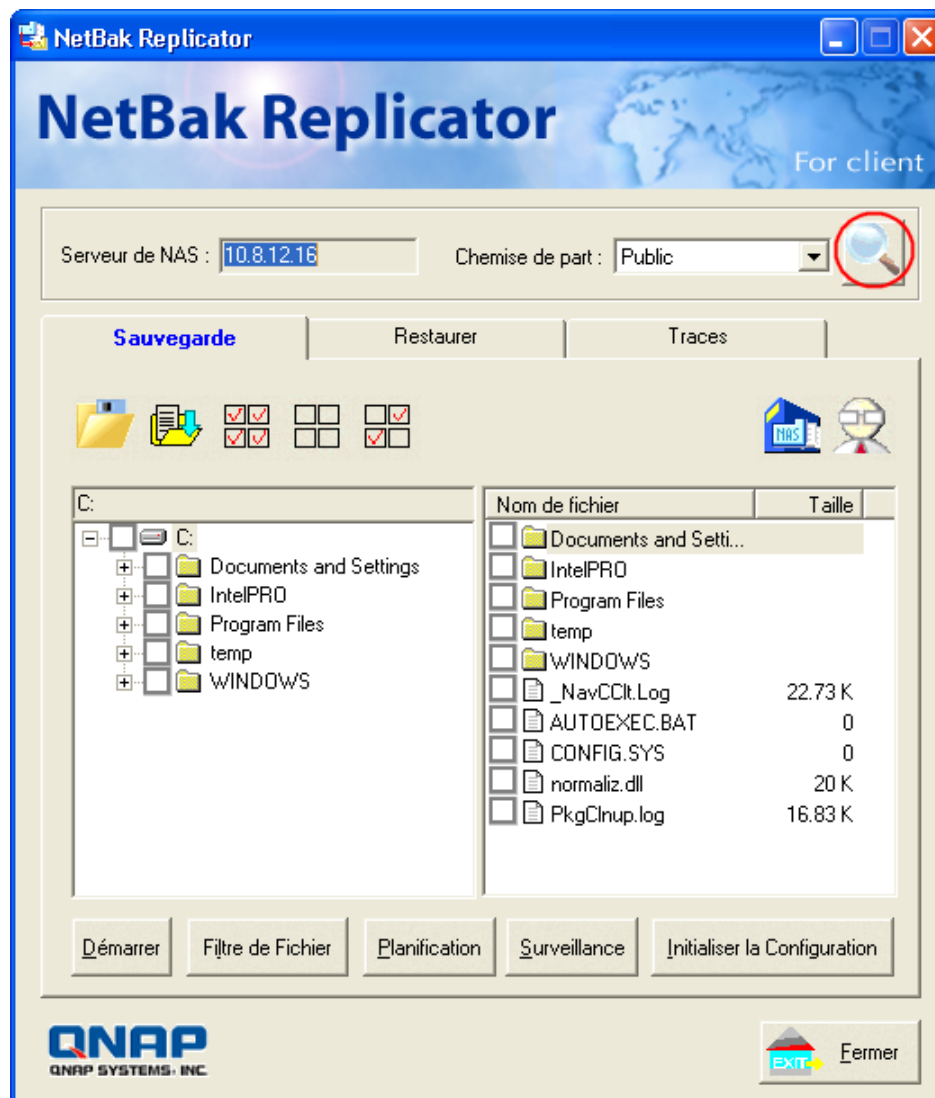 NetBak Replicator
NetBak Replicator
For client
Serveur de NAS : 10.8.12.16 Chemise de part : Public
Sauvegarde Restaurer Traces
NAS
C: Nom de fichier Taille
C:
Documents and Settings
IntelPRO
Program Files
temp
WINDOWS
Documents and Setti...
IntelPRO
Program Files
temp
WINDOWS
_NavCClt.Log 22.73 K
AUTOEXEC.BAT 0
CONFIG.SYS 0
normaliz.dll 20 K
PkgClnup.log 16.83 K
Démarrer Filtre de Fichier Planification Surveillance Initialiser la Configuration
QNAP
QNAP SYSTEMS, INC.
EXIT Fermer